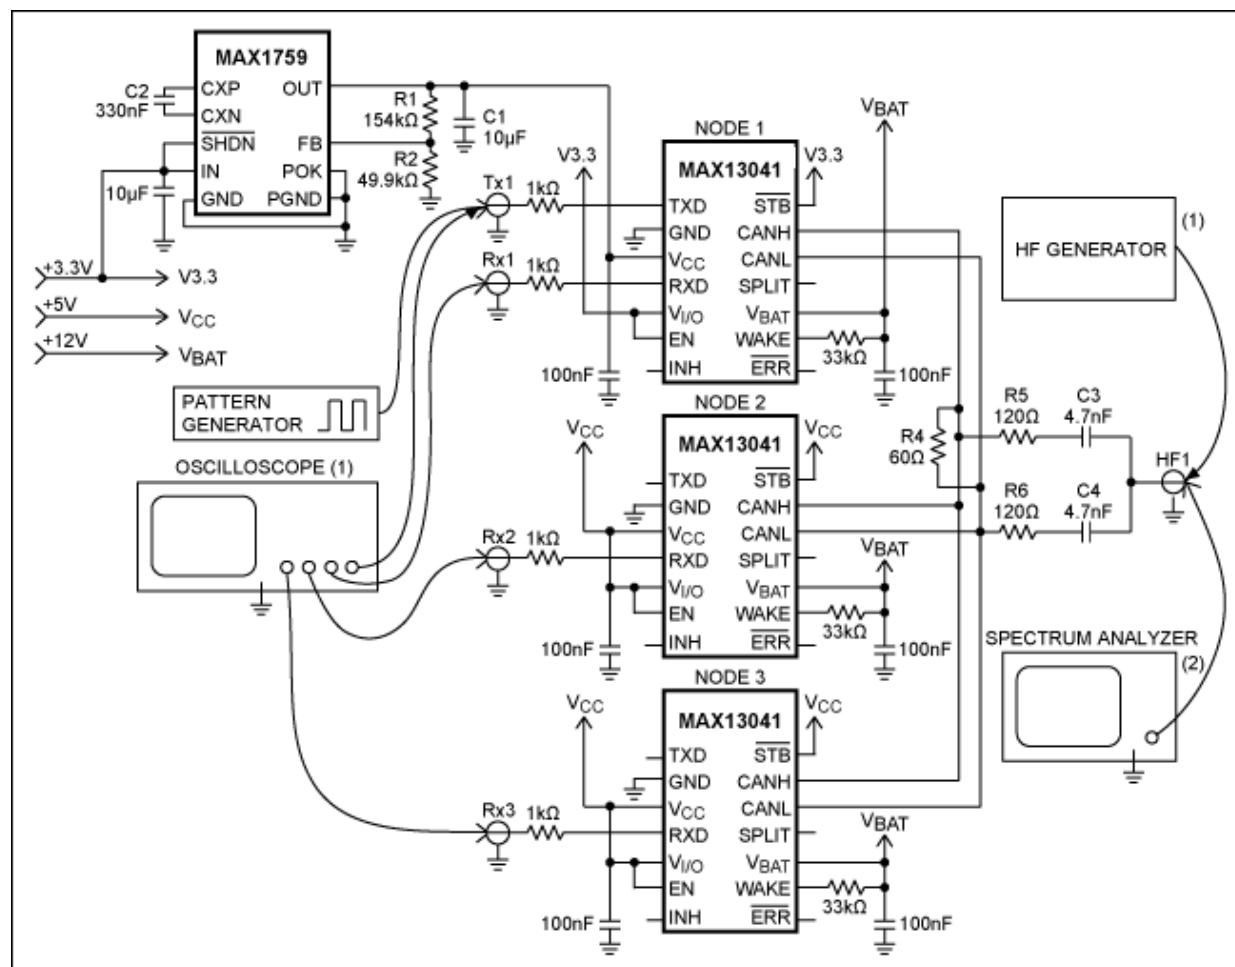 MAX1759
CXP
OUT
CXN
SHDN
FB
IN
POK
GND
PGND
C2
330nF
10µF
R1
154kΩ
C1
10µF
R2
49.9kΩ
+3.3V
V3.3
+5V
VCC
+12V
VBAT
PATTERN
GENERATOR
OSCILLOSCOPE (1)
Tx1
1kΩ
Rx1
1kΩ
V3.3
100nF
NODE 1
MAX13041
TXD
STB
GND
CANH
VCC
CANL
RXD
SPLIT
VI/O
VBAT
EN
WAKE
INH
ERR
V3.3
VBAT
33kΩ
100nF
NODE 2
MAX13041
TXD
STB
GND
CANH
VCC
CANL
RXD
SPLIT
VI/O
VBAT
EN
WAKE
INH
ERR
VCC
VCC
Rx2
1kΩ
100nF
VBAT
33kΩ
100nF
NODE 3
MAX13041
TXD
STB
GND
CANH
VCC
CANL
RXD
SPLIT
VI/O
VBAT
EN
WAKE
INH
ERR
VCC
VCC
Rx3
1kΩ
100nF
VBAT
33kΩ
100nF
HF GENERATOR
(1)
R4
60Ω
R5
120Ω
C3
4.7nF
R6
120Ω
C4
4.7nF
HF1
SPECTRUM ANALYZER
(2)